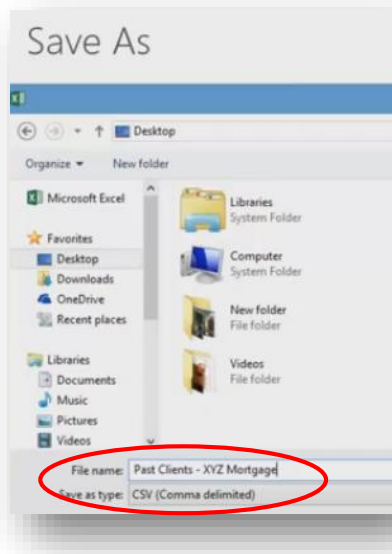 Save As
Desktop
Organize New folder
Microsoft Excel
Favorites
Desktop
Downloads
OneDrive
Recent places
Libraries
Documents
Music
Pictures
Videos
Libraries
System Folder
Computer
System Folder
New folder
File folder
Videos
File folder
File name: Past Clients - XYZ Mortgage
Save as type: CSV (Comma delimited)